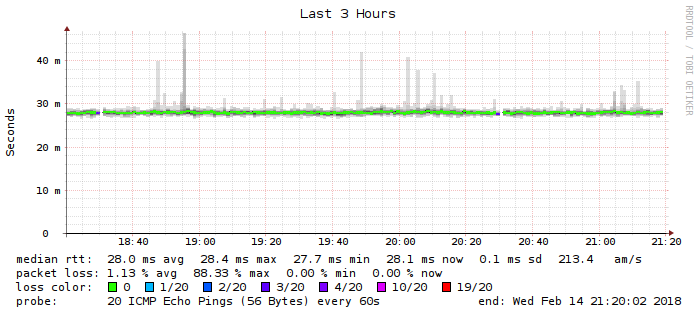 Last 3 Hours
RRDTOOL / TOBI OETIKER
Seconds
40 m
30 m
20 m
10 m
0
18:40 19:00 19:20 19:40 20:00 20:20 20:40 21:00 21:20
median rtt: 28.0 ms avg 28.4 ms max 27.7 ms min 28.1 ms now 0.1 ms sd 213.4 am/s
packet loss: 1.13 % avg 88.33 % max 0.00 % min 0.00 % now
loss color: 0 1/20 2/20 3/20 4/20 10/20 19/20
probe: 20 ICMP Echo Pings (56 Bytes) every 60s end: Wed Feb 14 21:20:02 2018